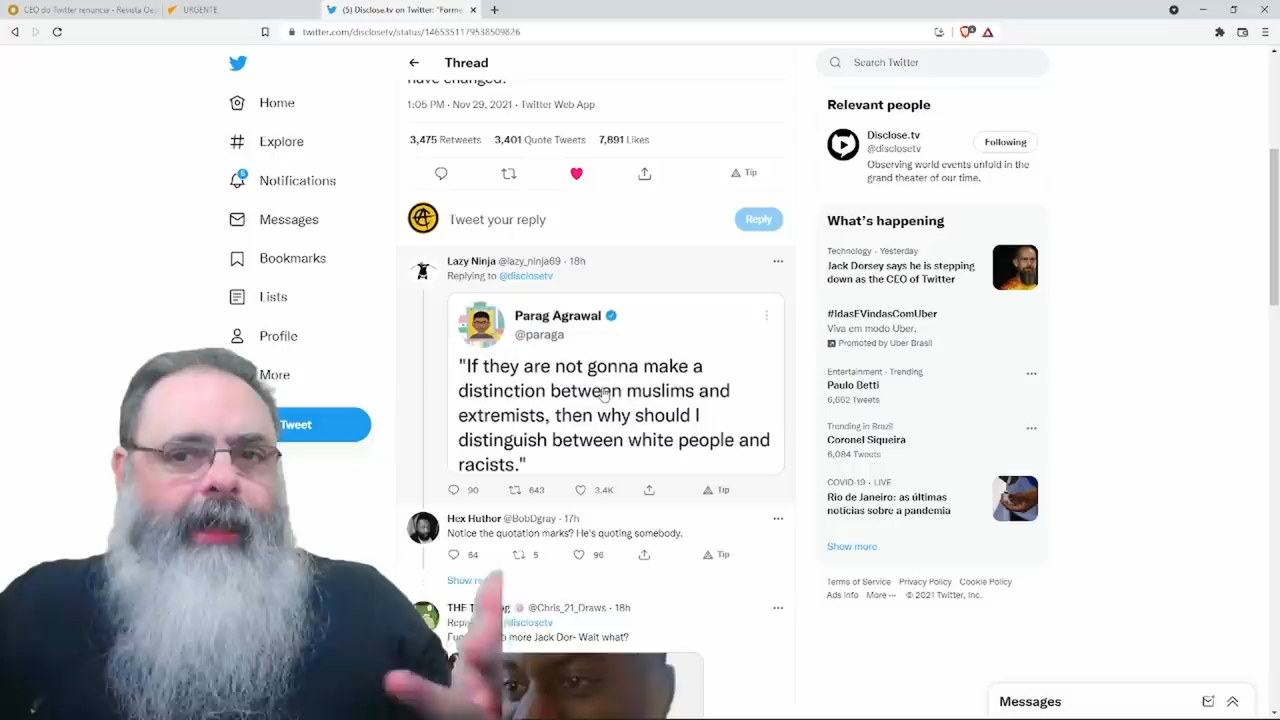 CEO do Twitter renuncia - Revista Oe
URGENTE
(5) Disclose.tv on Twitter: "Forme
twitter.com/disclosetv/status/1465351179538509826
Home
Explore
5
Notifications
Messages
Bookmarks
Lists
Profile
More
Tweet
Thread
have changed.
1:05 PM · Nov 29, 2021 · Twitter Web App
3,475 Retweets 3,401 Quote Tweets 7,891 Likes
Tip
Tweet your reply
Reply
Lazy Ninja @lazy_ninja69 · 18h
Replying to @disclosetv
Parag Agrawal
@paraga
"If they are not gonna make a
distinction between muslims and
extremists, then why should I
distinguish between white people and
racists."
90 643 3.4K Tip
Hex Huthor @BobDgray · 17h
Notice the quotation marks? He's quoting somebody.
64 5 96 Tip
Show
THE @Chris_21_Draws · 18h
more Jack Dor- Wait what?
Search Twitter
Relevant people
Disclose.tv
@disclosetv
Following
Observing world events unfold in the
grand theater of our time.
What's happening
Technology · Yesterday
Jack Dorsey says he is stepping
down as the CEO of Twitter
#IdasEVindasComUber
Viva em modo Uber.
Promoted by Uber Brasil
Entertainment · Trending
Paulo Betti
6,662 Tweets
Trending in Brazil
Coronel Siqueira
6,084 Tweets
COVID-19 · LIVE
Rio de Janeiro: as últimas
notícias sobre a pandemia
Show more
Terms of Service Privacy Policy Cookie Policy
Ads Info More ··· © 2021 Twitter, Inc.
Messages